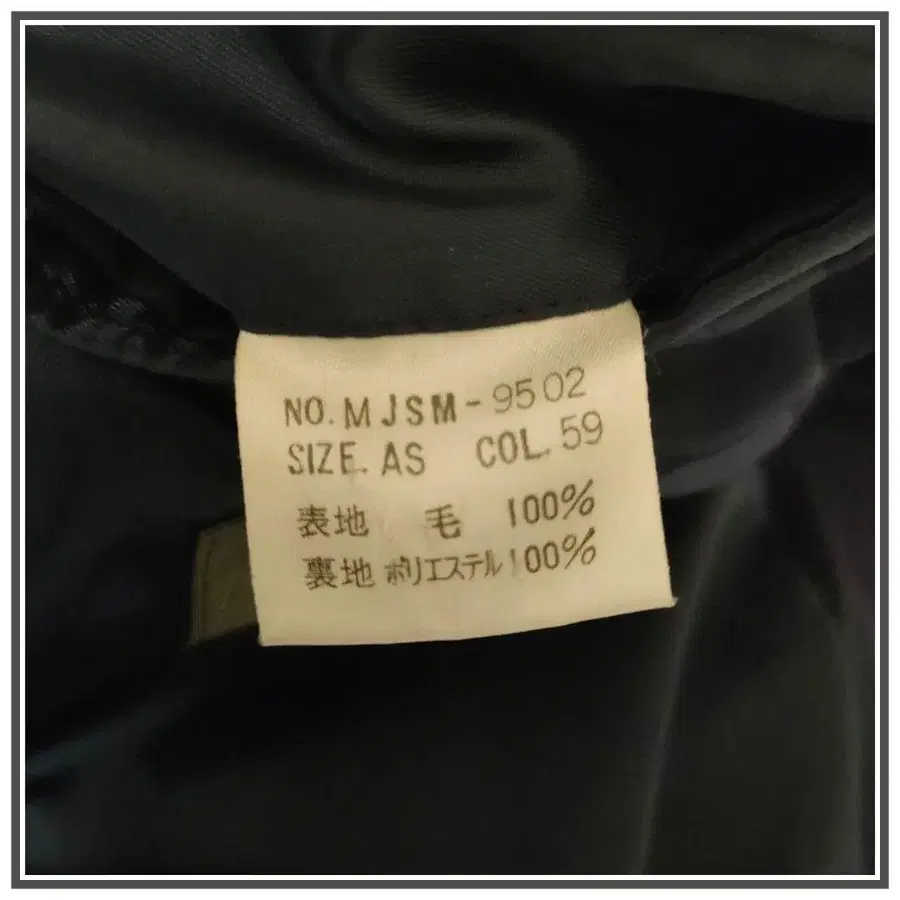 NO. MJSM-9502
SIZE. AS COL. 59
表地 毛 100%
裏地 ポリエステル 100%